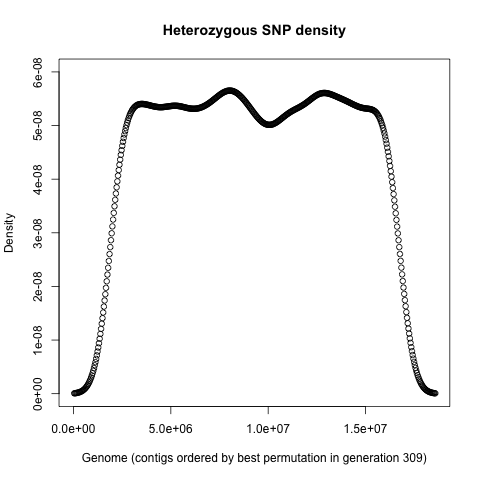 Heterozygous SNP density
6e-08
5e-08
4e-08
3e-08
2e-08
1e-08
0e+00
Density
0.0e+00 5.0e+06 1.0e+07 1.5e+07
Genome (contigs ordered by best permutation in generation 309)